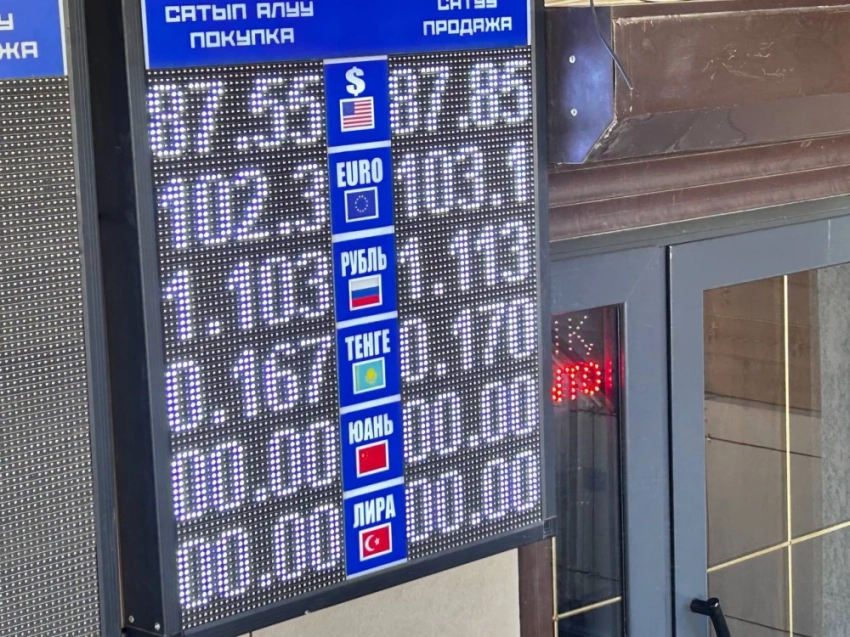 САТЫП АЛУУ САТУУ
ПОКУПКА ПРОДАЖА
87.55 $ 87.85
102.3 EURO 103.1
1.103 РУБЛЬ 1.113
0.167 ТЕНГЕ 0.170
00.00 ЮАНЬ 00.00
00.00 ЛИРА 00.00